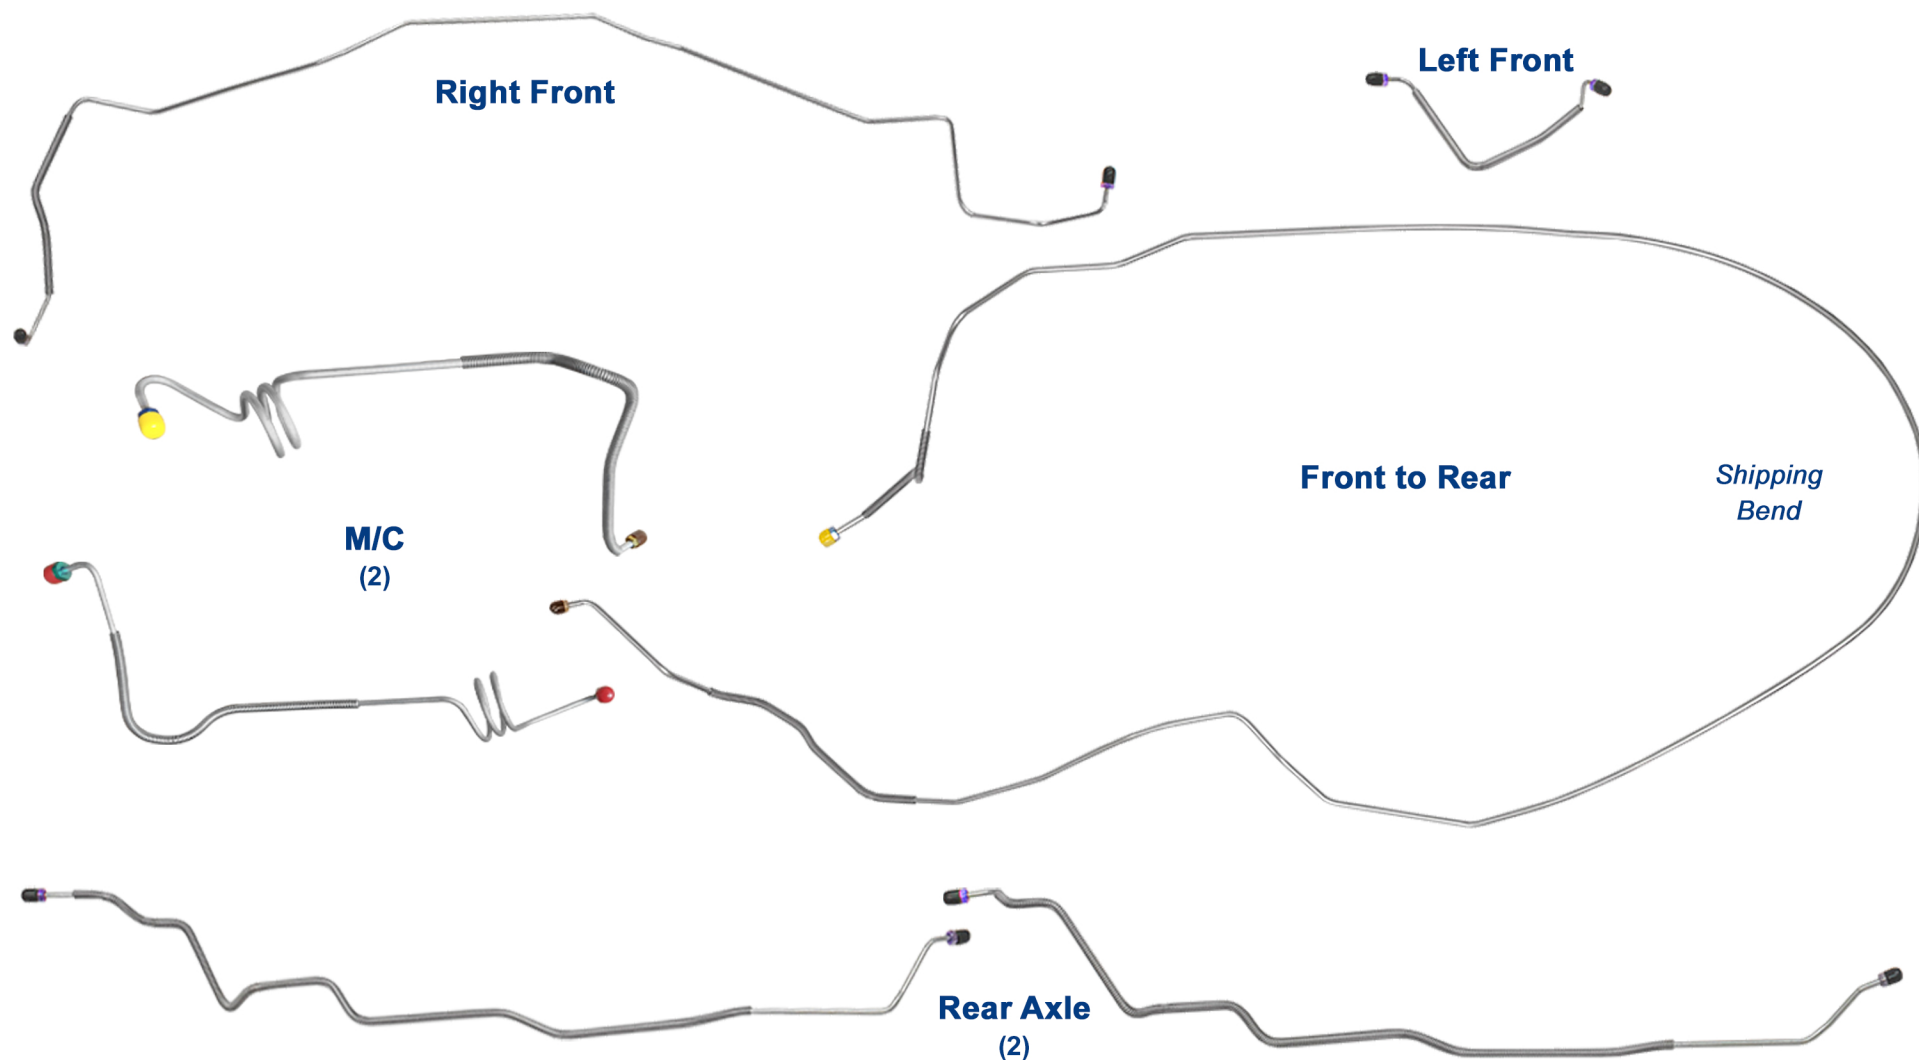 Left Front
Right Front
Front to Rear
Shipping
Bend
M/C
(2)
Rear Axle
(2)